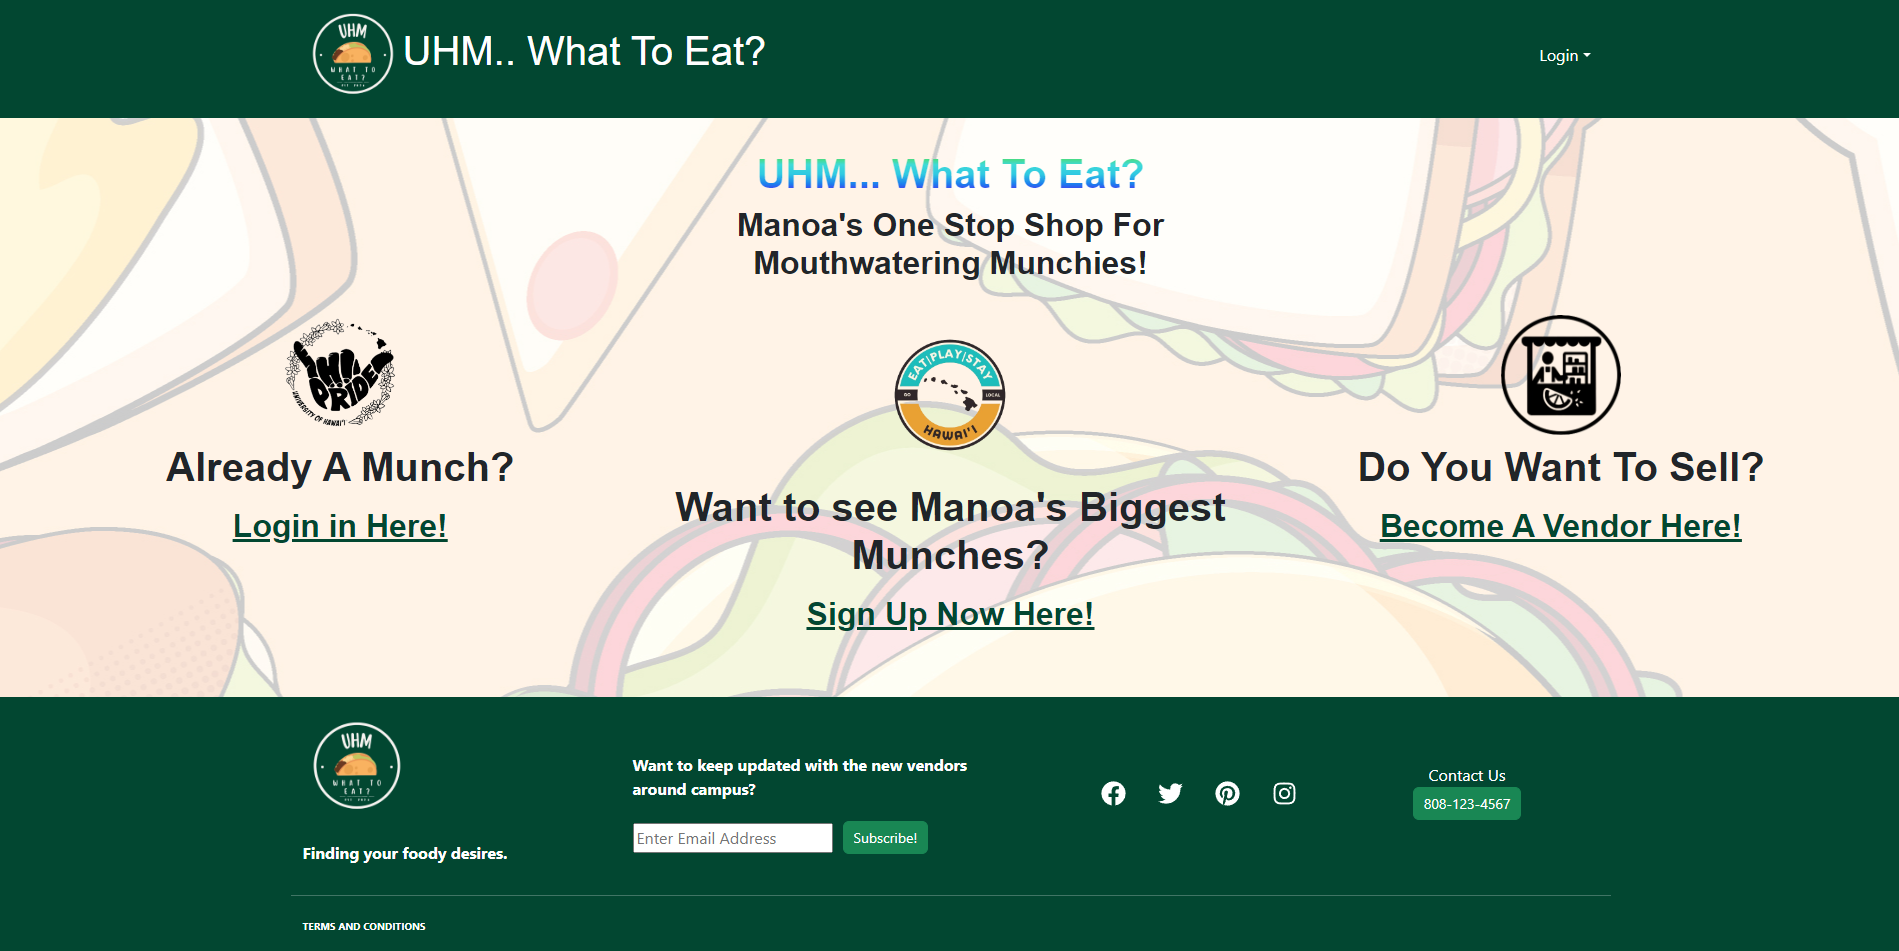 UHM
WHAT TO
EAT?
UHM.. What To Eat?
Login
UHM... What To Eat?
Manoa's One Stop Shop For
Mouthwatering Munchies!
PRIDE
UNIVERSITY OF HAWAI'I
Already A Munch?
Login in Here!
EAT|PLAY|STAY
GO LOCAL
HAWAI'I
Want to see Manoa's Biggest
Munches?
Sign Up Now Here!
Do You Want To Sell?
Become A Vendor Here!
UHM
WHAT TO
EAT?
Finding your foody desires.
Want to keep updated with the new vendors
around campus?
Enter Email Address
Subscribe!
Contact Us
808-123-4567
TERMS AND CONDITIONS